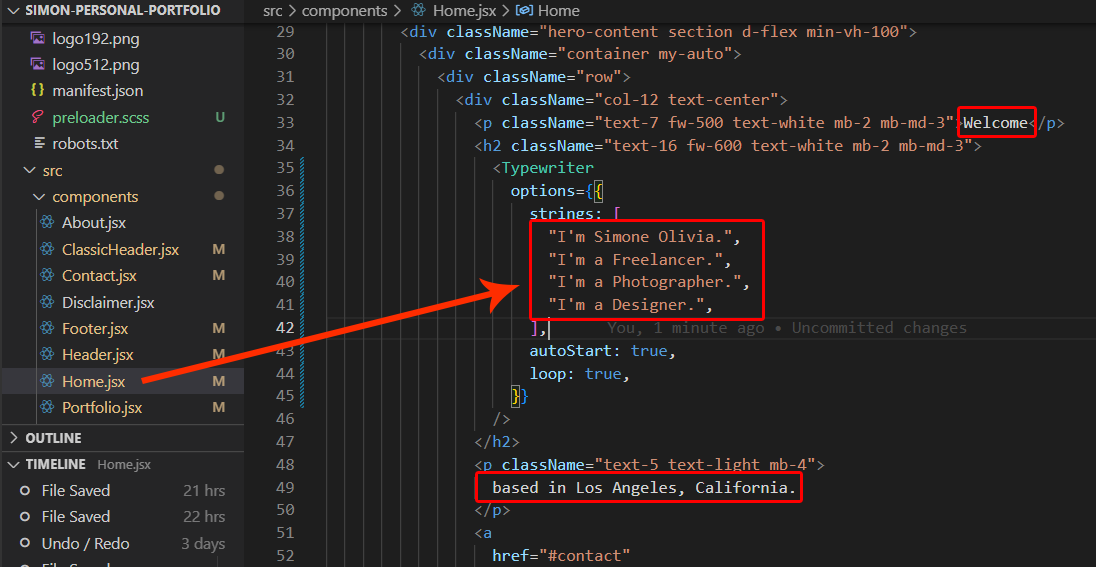 SIMON-PERSONAL-PORTFOLIO
logo192.png
logo512.png
{} manifest.json
preloader.scss U
robots.txt
src
components
About.jsx
ClassicHeader.jsx M
Contact.jsx M
Disclaimer.jsx
Footer.jsx M
Header.jsx M
Home.jsx M
Portfolio.jsx M
OUTLINE
TIMELINE Home.jsx
File Saved 21 hrs
File Saved 22 hrs
Undo / Redo 3 days
File Saved
src > components > Home.jsx > Home
29 <div className="hero-content section d-flex min-vh-100">
30 <div className="container my-auto">
31 <div className="row">
32 <div className="col-12 text-center">
33 <p className="text-7 fw-500 text-white mb-2 mb-md-3">Welcome</p>
34 <h2 className="text-16 fw-600 text-white mb-2 mb-md-3">
35 <Typewriter
36 options={{
37 strings: [
38 "I'm Simone Olivia.",
39 "I'm a Freelancer.",
40 "I'm a Photographer.",
41 "I'm a Designer.",
42 ], You, 1 minute ago • Uncommitted changes
43 autoStart: true,
44 loop: true,
45 }}
46 />
47 </h2>
48 <p className="text-5 text-light mb-4">
49 based in Los Angeles, California.
50 </p>
51 <a
52 href="#contact"